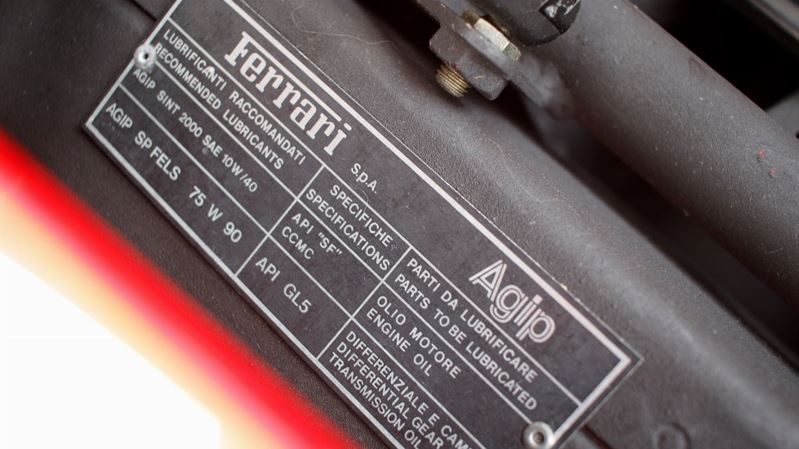 Ferrari S.p.A. Agip
LUBRIFICANTI RACCOMANDATI
RECOMMENDED LUBRICANTS
SPECIFICHE
SPECIFICATIONS
PARTI DA LUBRIFICARE
PARTS TO BE LUBRICATED
AGIP SINT 2000 SAE 10W/40
API "SF"
CCMC
OLIO MOTORE
ENGINE OIL
AGIP SP FELS 75 W 90
API GL5
DIFFERENZIALE E
DIFFERENTIAL GEAR
TRANSMISSION OIL